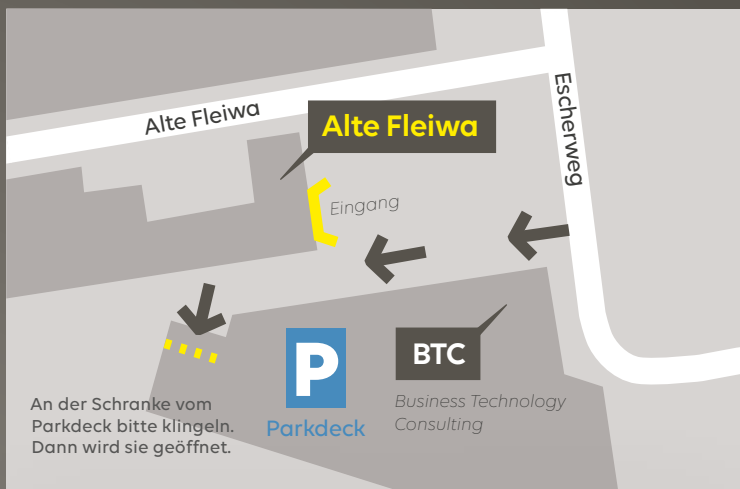 Alte Fleiwa
Alte Fleiwa
Escherweg
Eingang
P
Parkdeck
BTC
Business Technology
Consulting
An der Schranke vom
Parkdeck bitte klingeln.
Dann wird sie geöffnet.